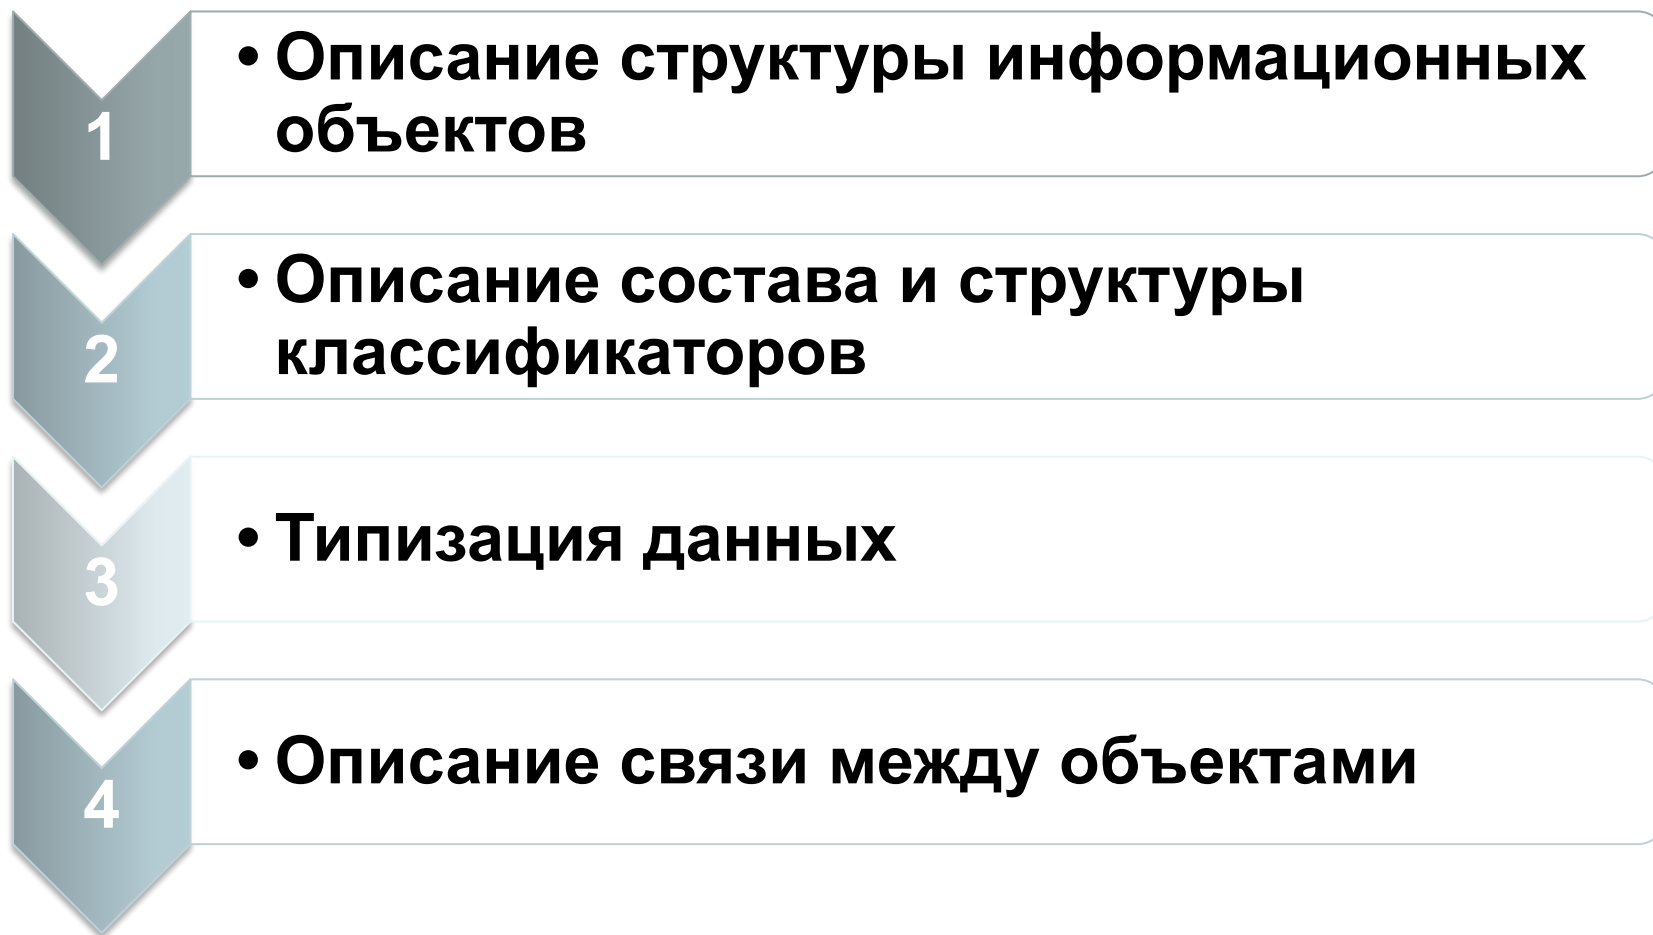 1
• Описание структуры информационных
объектов
2
• Описание состава и структуры
классификаторов
3
• Типизация данных
4
• Описание связи между объектами